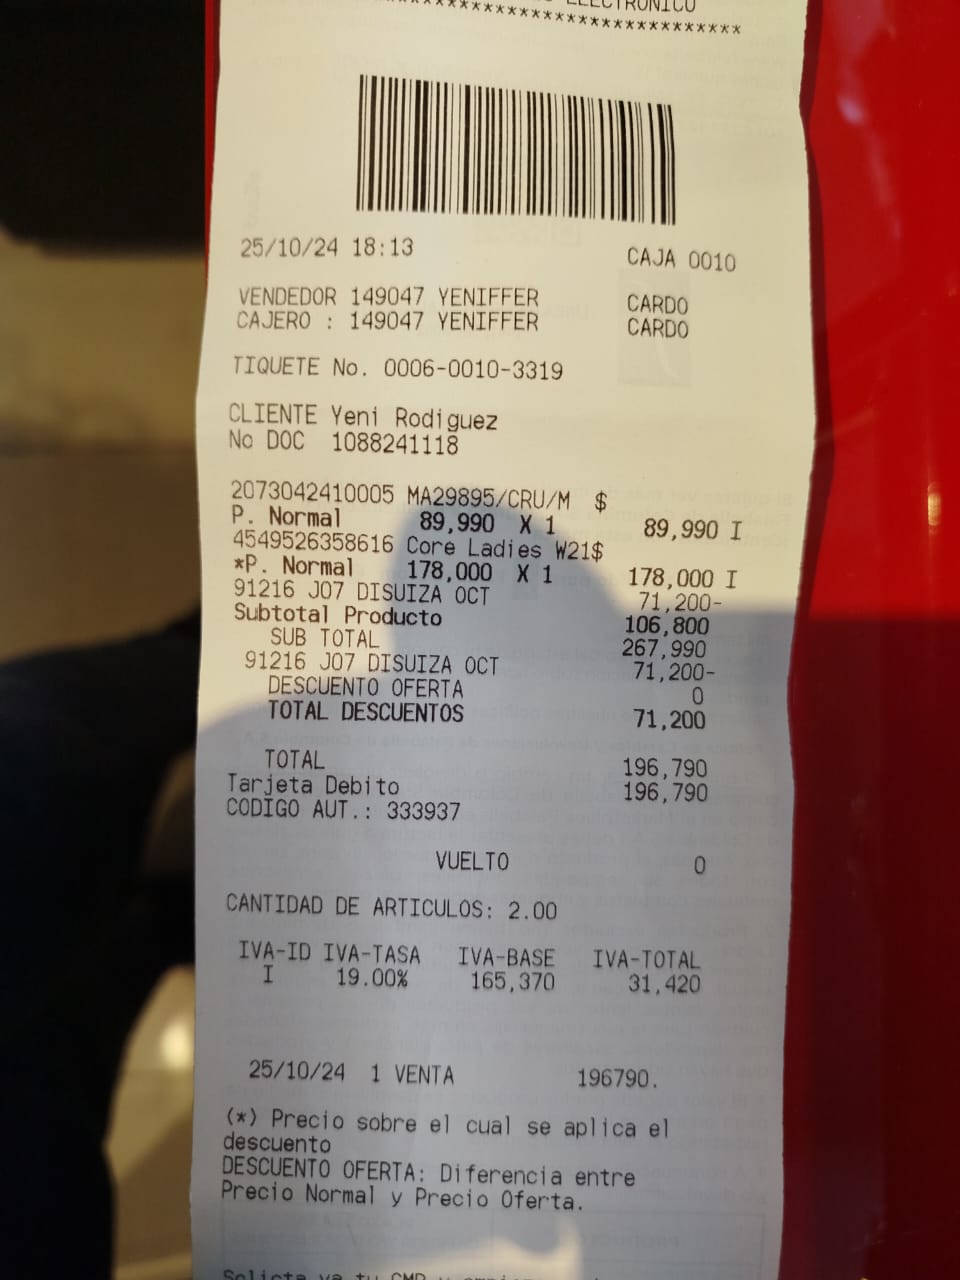 ELECTRONICO
***********************************
25/10/24 18:13 CAJA 0010
VENDEDOR 149047 YENIFFER CARDO
CAJERO : 149047 YENIFFER CARDO
TIQUETE No. 0006-0010-3319
CLIENTE Yeni Rodiguez
No DOC 1088241118
2073042410005 MA29895/CRU/M $
P. Normal 89,990 X 1 89,990 I
4549526358616 Core Ladies W21$
*P. Normal 178,000 X 1 178,000 I
91216 J07 DISUIZA OCT 71,200-
Subtotal Producto 106,800
SUB TOTAL 267,990
91216 J07 DISUIZA OCT 71,200-
DESCUENTO OFERTA 0
TOTAL DESCUENTOS 71,200
TOTAL 196,790
Tarjeta Debito 196,790
CODIGO AUT.: 333937
VUELTO 0
CANTIDAD DE ARTICULOS: 2.00
IVA-ID IVA-TASA IVA-BASE IVA-TOTAL
I 19.00% 165,370 31,420
25/10/24 1 VENTA 196790.
(*) Precio sobre el cual se aplica el
descuento
DESCUENTO OFERTA: Diferencia entre
Precio Normal y Precio Oferta.
Solicta ya tu CMR y